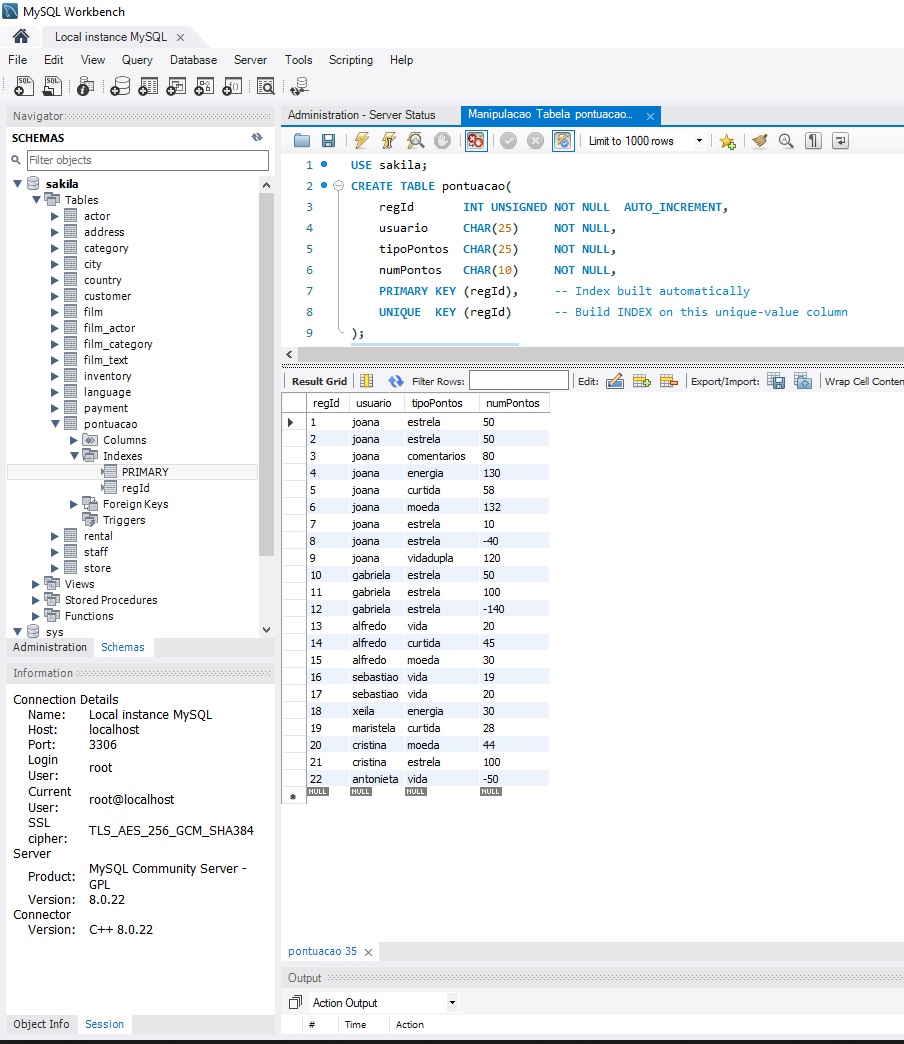 MySQL Workbench
Local instance MySQL
File Edit View Query Database Server Tools Scripting Help
Navigator
SCHEMAS
Filter objects
sakila
Tables
actor
address
category
city
country
customer
film
film_actor
film_category
film_text
inventory
language
payment
pontuacao
Columns
Indexes
PRIMARY
regId
Foreign Keys
Triggers
rental
staff
store
Views
Stored Procedures
Functions
sys
Administration Schemas
Information
Connection Details
Name: Local instance MySQL
Host: localhost
Port: 3306
Login
User: root
Current
User: root@localhost
SSL
cipher: TLS_AES_256_GCM_SHA384
Server
Product: MySQL Community Server -
GPL
Version: 8.0.22
Connector
Version: C++ 8.0.22
Object Info Session
Administration - Server Status Manipulacao Tabela pontuacao...
Limit to 1000 rows
1 USE sakila;
2 CREATE TABLE pontuacao(
3 regId INT UNSIGNED NOT NULL AUTO_INCREMENT,
4 usuario CHAR(25) NOT NULL,
5 tipoPontos CHAR(25) NOT NULL,
6 numPontos CHAR(10) NOT NULL,
7 PRIMARY KEY (regId), -- Index built automatically
8 UNIQUE KEY (regId) -- Build INDEX on this unique-value column
9 );
Result Grid Filter Rows: Edit: Export/Import: Wrap Cell Conten
regId usuario tipoPontos numPontos
1 joana estrela 50
2 joana estrela 50
3 joana comentarios 80
4 joana energia 130
5 joana curtida 58
6 joana moeda 132
7 joana estrela 10
8 joana estrela -40
9 joana vidadupla 120
10 gabriela estrela 50
11 gabriela estrela 100
12 gabriela estrela -140
13 alfredo vida 20
14 alfredo curtida 45
15 alfredo moeda 30
16 sebastiao vida 19
17 sebastiao vida 20
18 xeila energia 30
19 maristela curtida 28
20 cristina moeda 44
21 cristina estrela 100
22 antonieta vida -50
NULL NULL NULL NULL
pontuacao 35
Output
Action Output
# Time Action